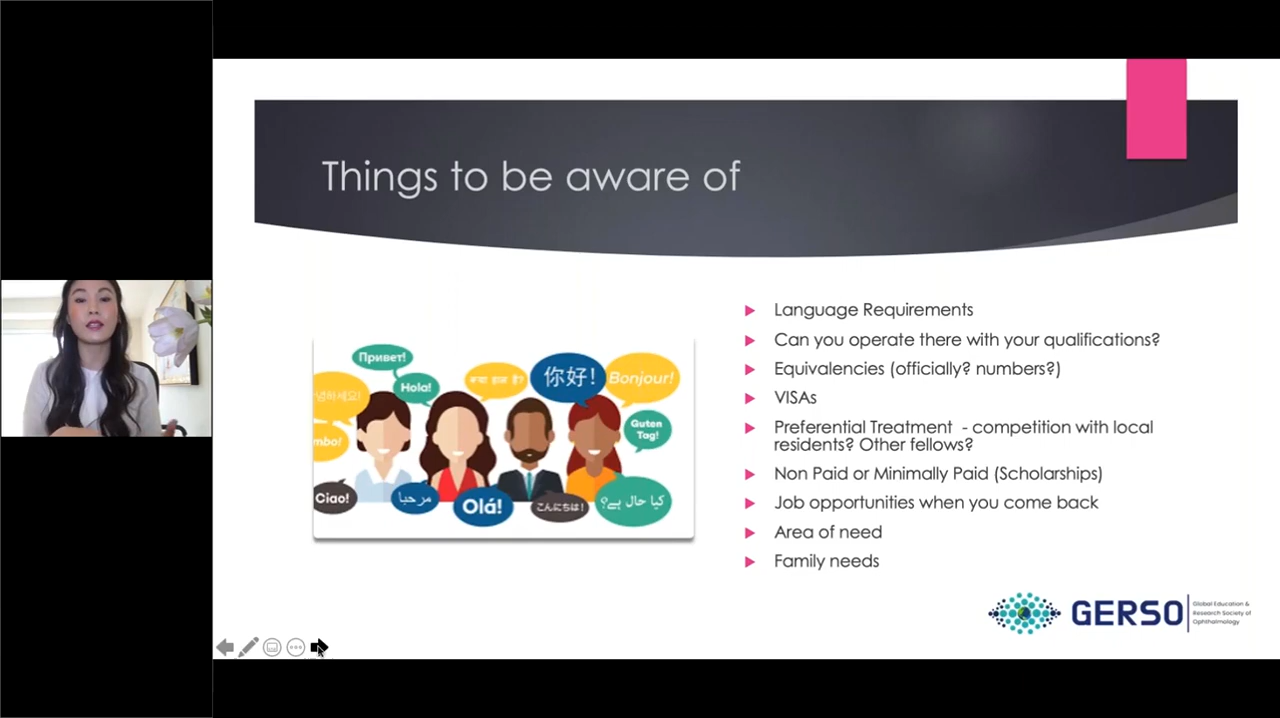 Things to be aware of
Привет!
Hola!
क्या हाल है?
你好!
Bonjour!
Guten
Tag!
Ciao!
مرحبا
Olá!
こんにちは!
کیا حال ہے؟
Language Requirements
Can you operate there with your qualifications?
Equivalencies (officially? numbers?)
VISAs
Preferential Treatment - competition with local
residents? Other fellows?
Non Paid or Minimally Paid (Scholarships)
Job opportunities when you come back
Area of need
Family needs
GERSO
Global Education &
Research Society of
Ophthalmology